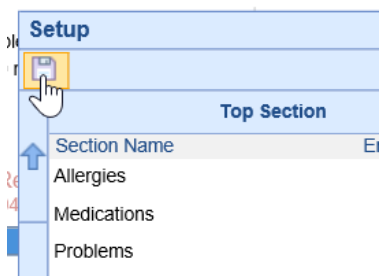 Setup
Top Section
Section Name
Allergies
Medications
Problems